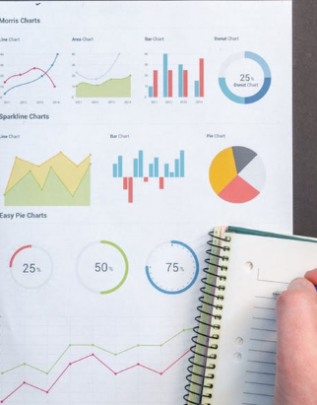 Morris Charts
Line Chart Area Chart Bar Chart Donut Chart
25%
Donut Chart
Sparkline Charts
Line Chart Bar Chart Pie Chart
Easy Pie Charts
25% 50% 75%